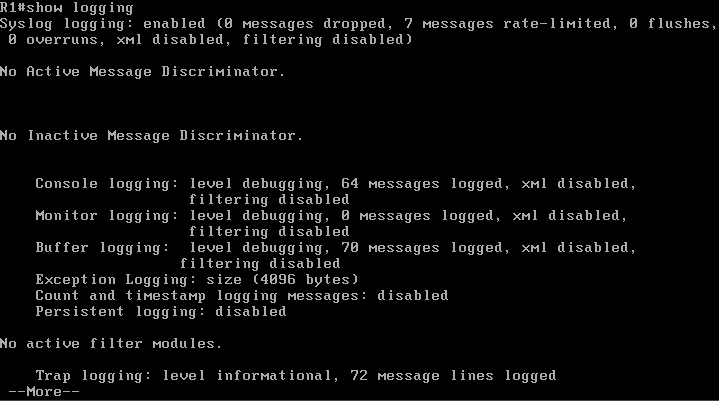 R1#show logging
Syslog logging: enabled (0 messages dropped, 7 messages rate-limited, 0 flushes,
 0 overruns, xml disabled, filtering disabled)
No Active Message Discriminator.
No Inactive Message Discriminator.
    Console logging: level debugging, 64 messages logged, xml disabled,
                     filtering disabled
    Monitor logging: level debugging, 0 messages logged, xml disabled,
                     filtering disabled
    Buffer logging:  level debugging, 70 messages logged, xml disabled,
                    filtering disabled
    Exception Logging: size (4096 bytes)
    Count and timestamp logging messages: disabled
    Persistent logging: disabled
No active filter modules.
    Trap logging: level informational, 72 message lines logged
 --More--